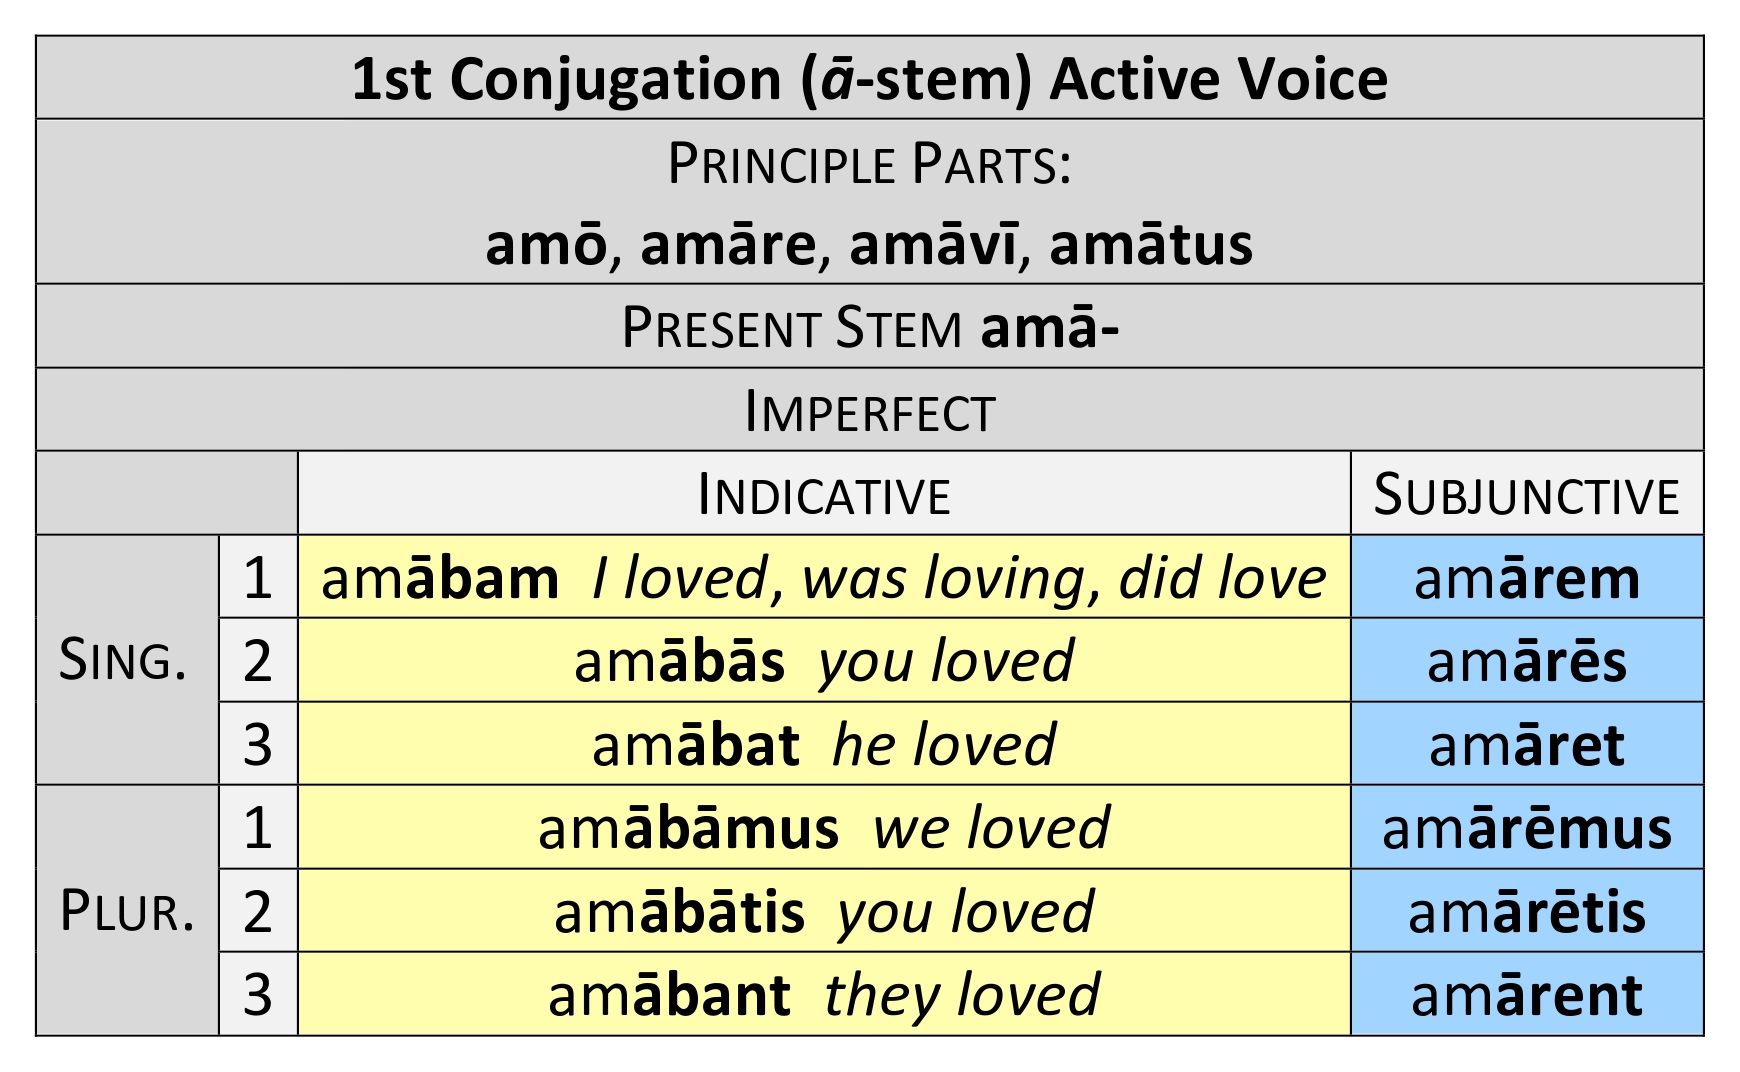 1st Conjugation (ā-stem) Active Voice
PRINCIPLE PARTS:
amō, amāre, amāvī, amātus
PRESENT STEM amā-
IMPERFECT
INDICATIVE SUBJUNCTIVE
SING. 1 amābam I loved, was loving, did love amārem
2 amābās you loved amārēs
3 amābat he loved amāret
PLUR. 1 amābāmus we loved amārēmus
2 amābātis you loved amārētis
3 amābant they loved amārent